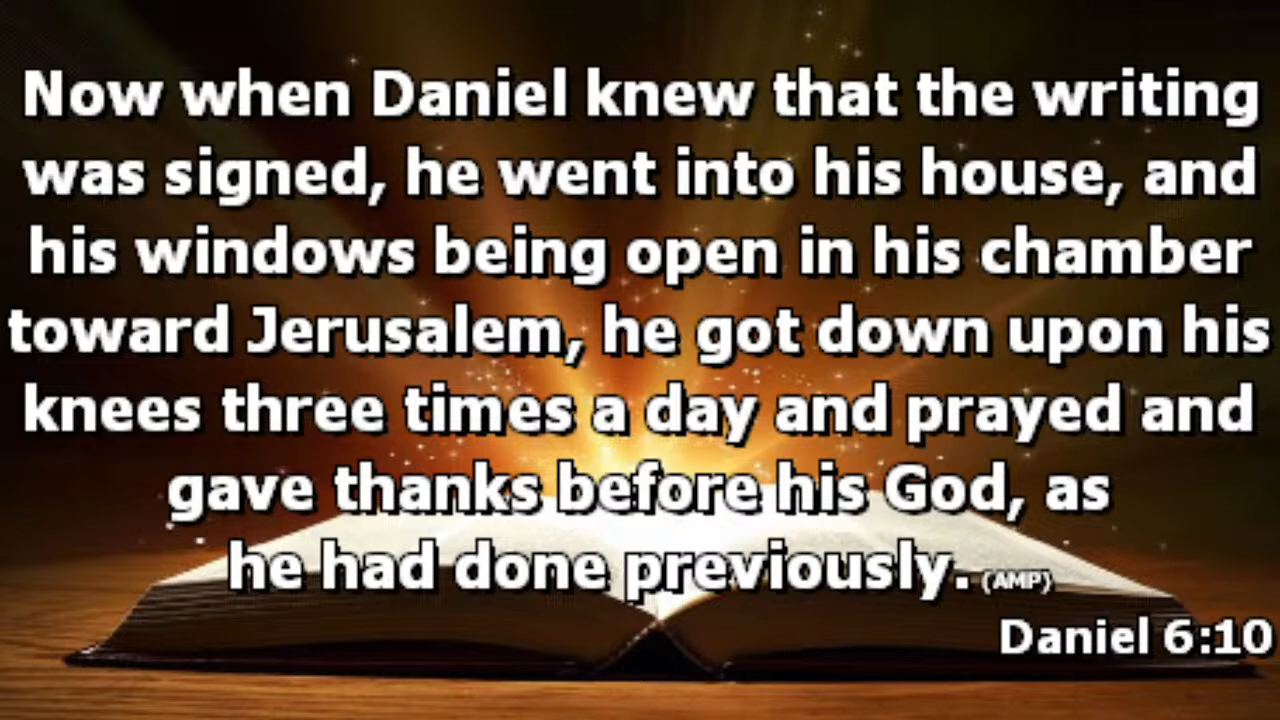 Now when Daniel knew that the writing
was signed, he went into his house, and
his windows being open in his chamber
toward Jerusalem, he got down upon his
knees three times a day and prayed and
gave thanks before his God, as
he had done previously. (AMP)
Daniel 6:10